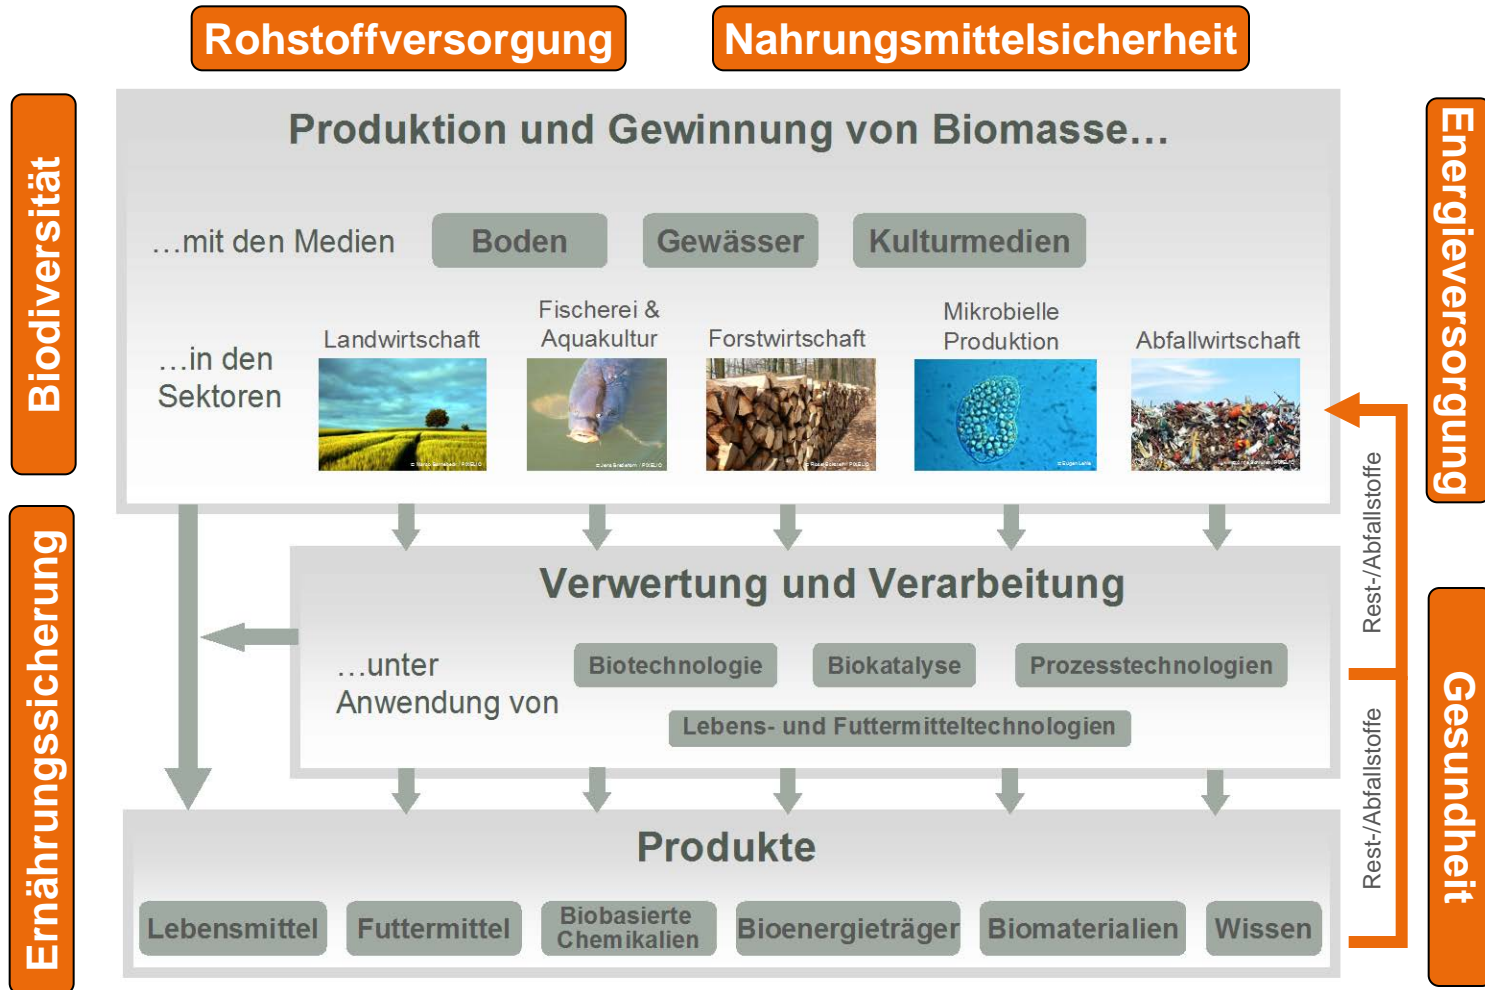 Rohstoffversorgung
Nahrungsmittelsicherheit
Biodiversität
Ernährungssicherung
Energieversorgung
Gesundheit
Produktion und Gewinnung von Biomasse...
...mit den Medien
Boden
Gewässer
Kulturmedien
...in den
Sektoren
Landwirtschaft
Fischerei &
Aquakultur
Forstwirtschaft
Mikrobielle
Produktion
Abfallwirtschaft
Verwertung und Verarbeitung
...unter
Anwendung von
Biotechnologie
Biokatalyse
Prozesstechnologien
Lebens- und Futtermitteltechnologien
Rest-/Abfallstoffe
Rest-/Abfallstoffe
Produkte
Lebensmittel
Futtermittel
Biobasierte
Chemikalien
Bioenergieträger
Biomaterialien
Wissen